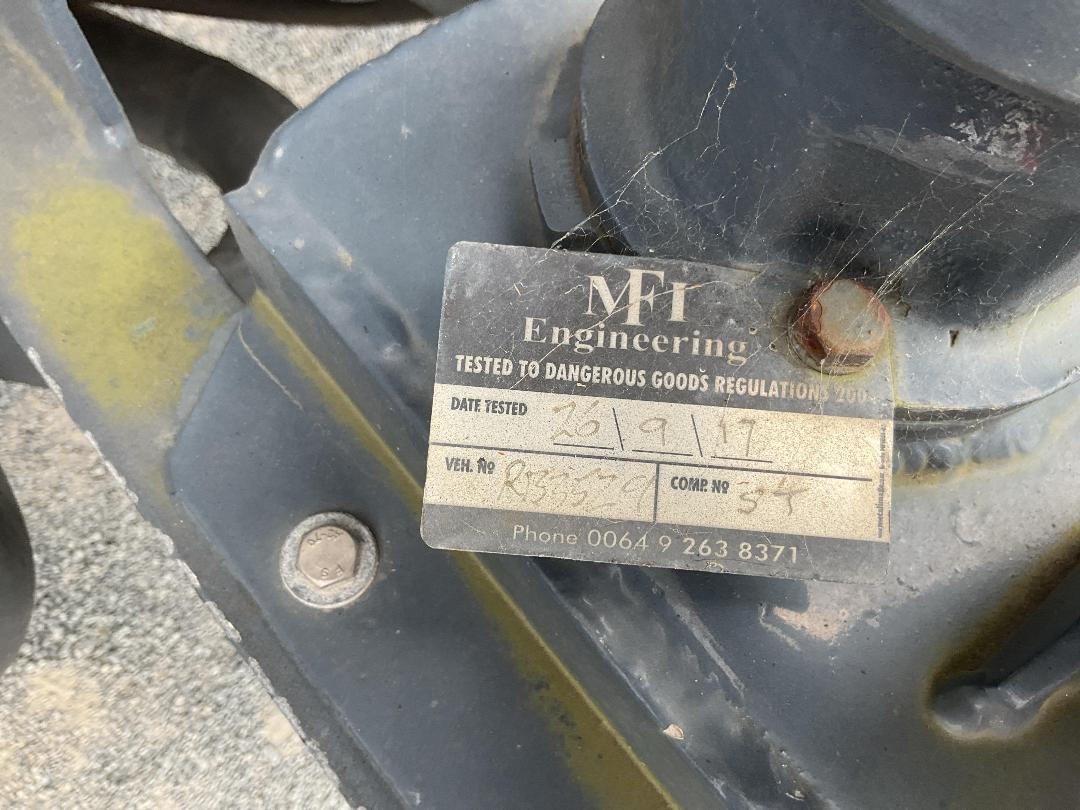 MFI
Engineering
TESTED TO DANGEROUS GOODS REGULATIONS
DATE TESTED 26 \ 9 \ 17
VEH. Nº
COMP. Nº
Phone 0064 9 263 8371